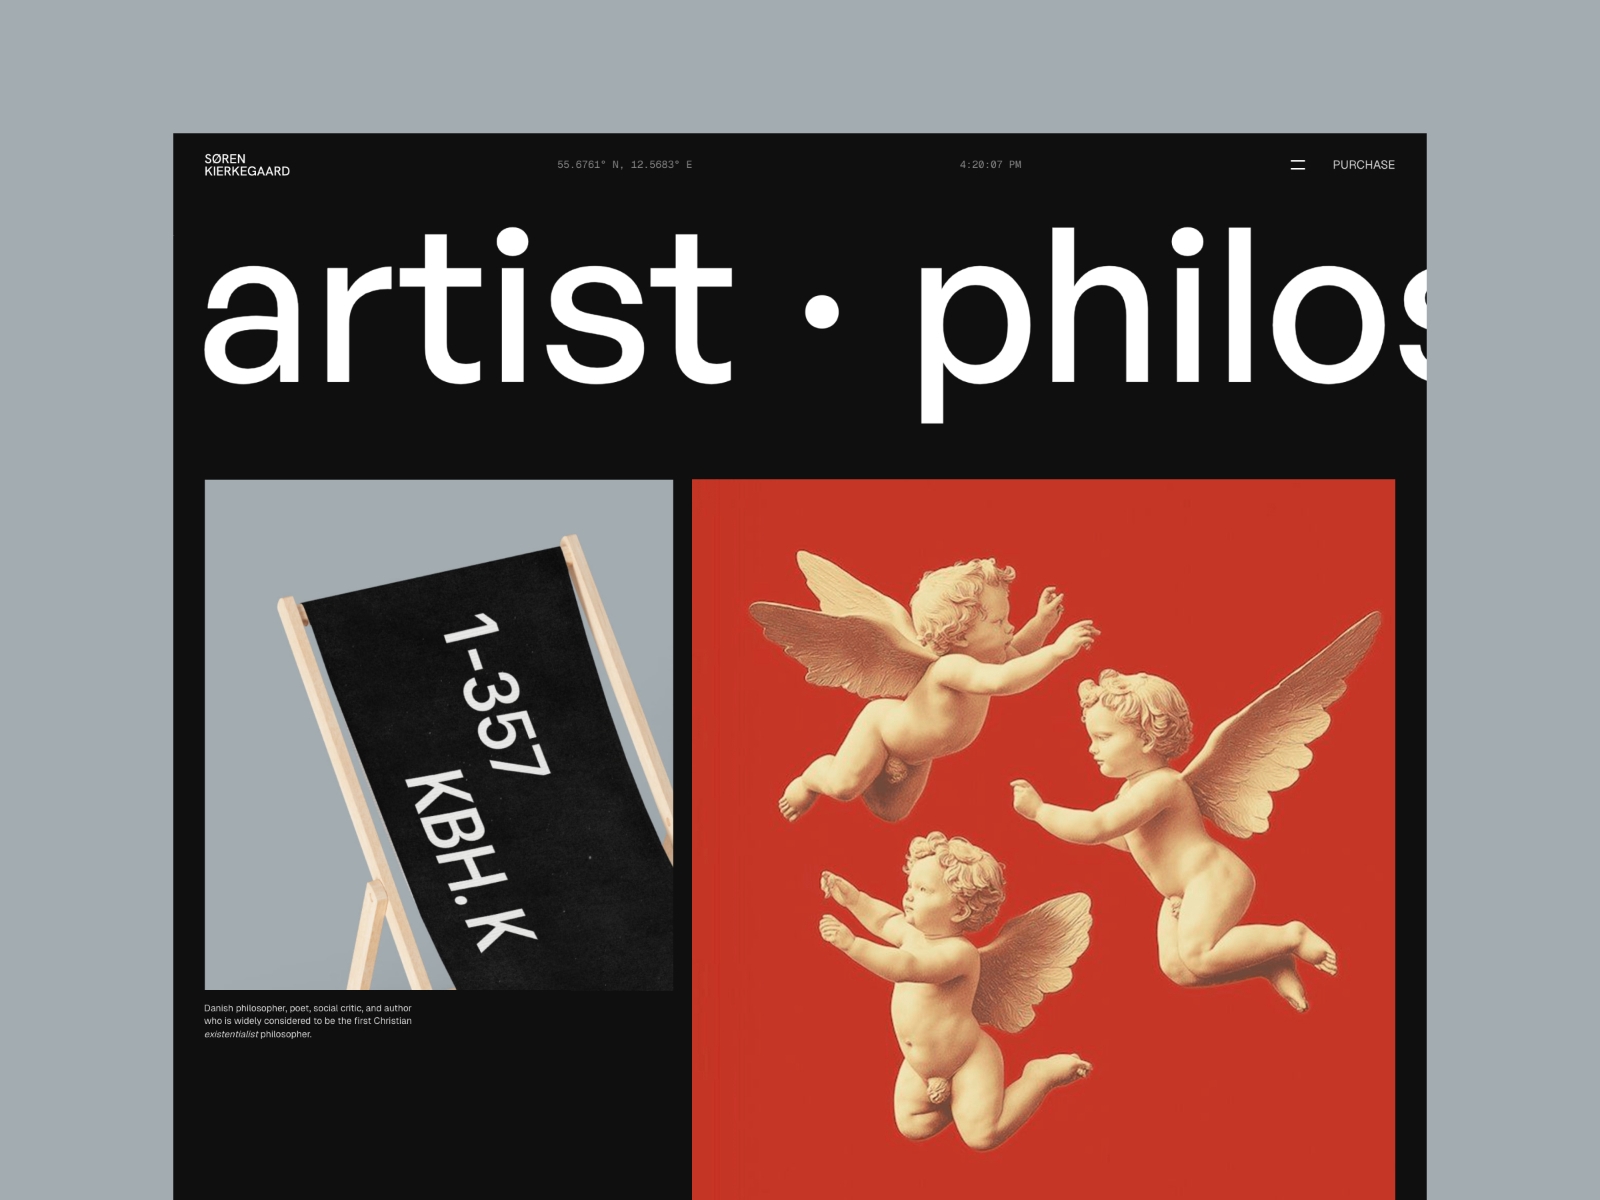 SØREN
KIERKEGAARD
55.6761° N, 12.5683° E
4:20:07 PM
PURCHASE
artist · philos
1-357
KBH.K
Danish philosopher, poet, social critic, and author
who is widely considered to be the first Christian
existentialist philosopher.